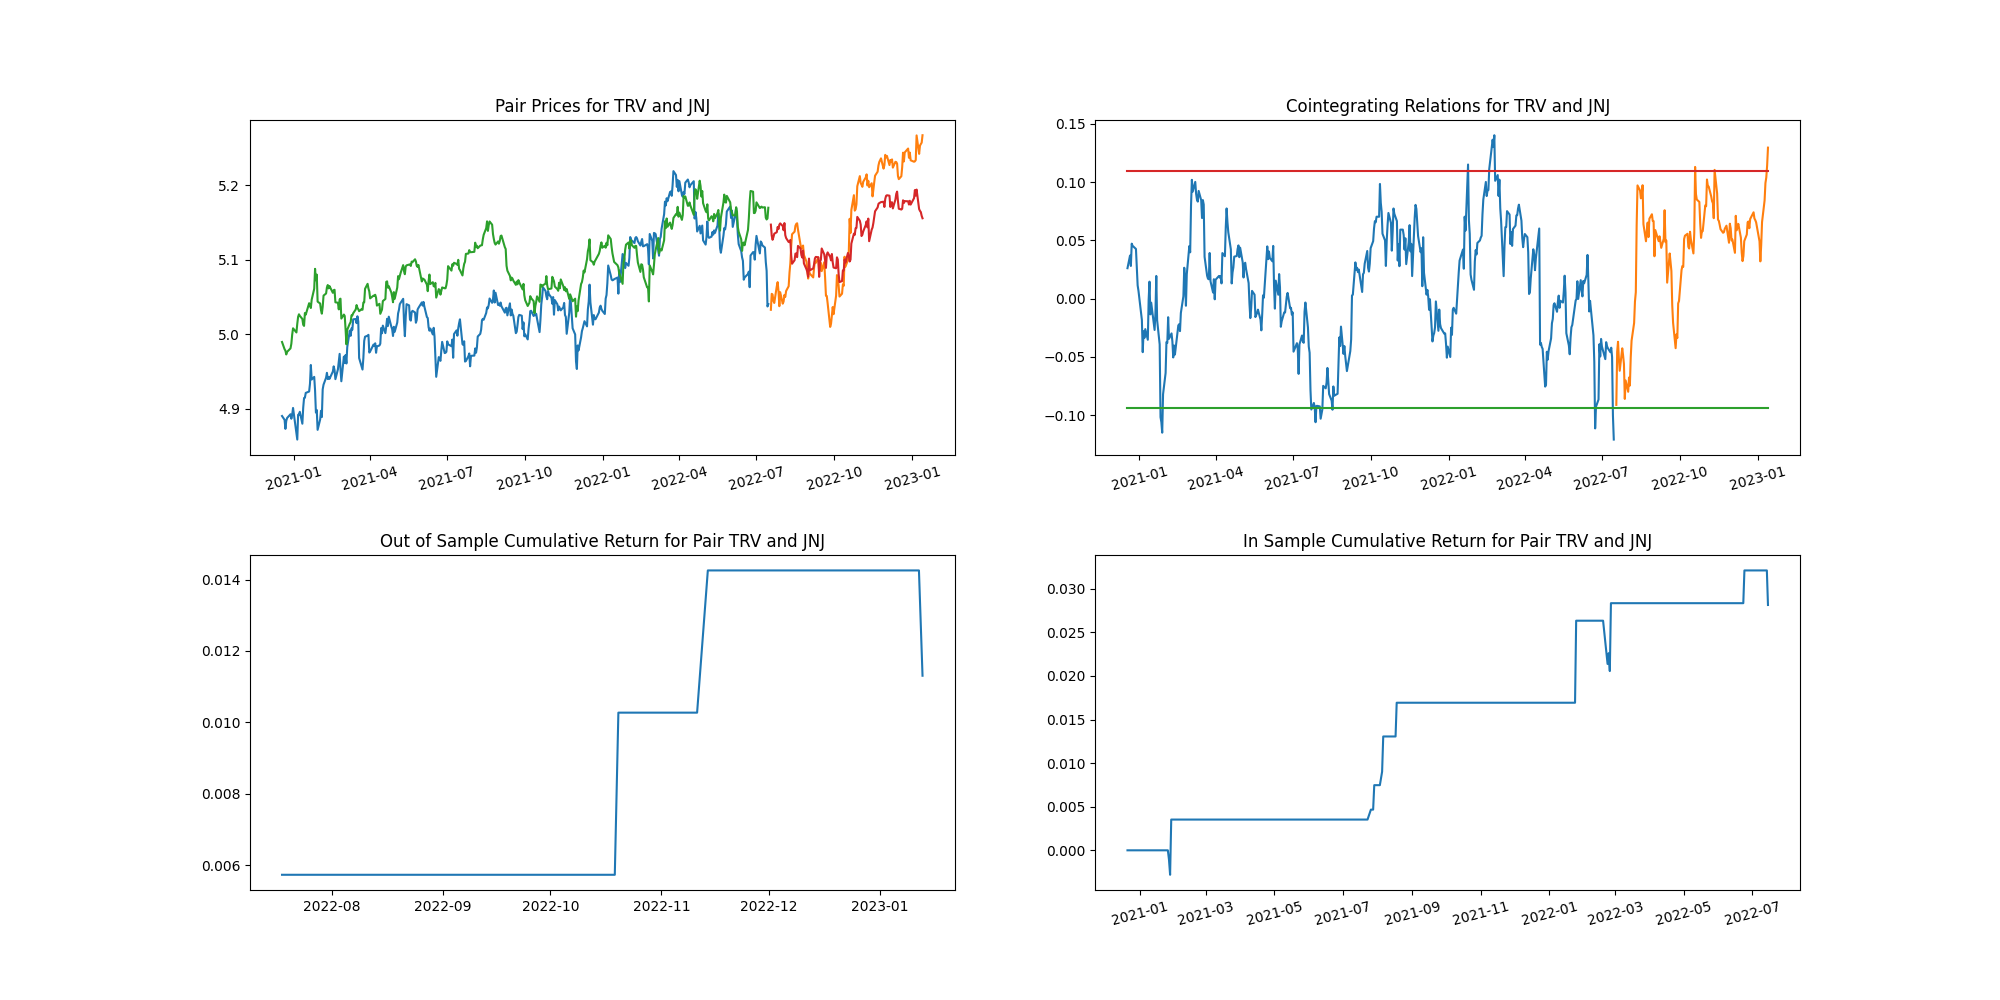 Pair Prices for TRV and JNJ
5.2
5.1
5.0
4.9
2021-01 2021-04 2021-07 2021-10 2022-01 2022-04 2022-07 2022-10 2023-01
Cointegrating Relations for TRV and JNJ
0.15
0.10
0.05
0.00
−0.05
−0.10
2021-01 2021-04 2021-07 2021-10 2022-01 2022-04 2022-07 2022-10 2023-01
Out of Sample Cumulative Return for Pair TRV and JNJ
0.014
0.012
0.010
0.008
0.006
2022-08 2022-09 2022-10 2022-11 2022-12 2023-01
In Sample Cumulative Return for Pair TRV and JNJ
0.030
0.025
0.020
0.015
0.010
0.005
0.000
2021-01 2021-03 2021-05 2021-07 2021-09 2021-11 2022-01 2022-03 2022-05 2022-07